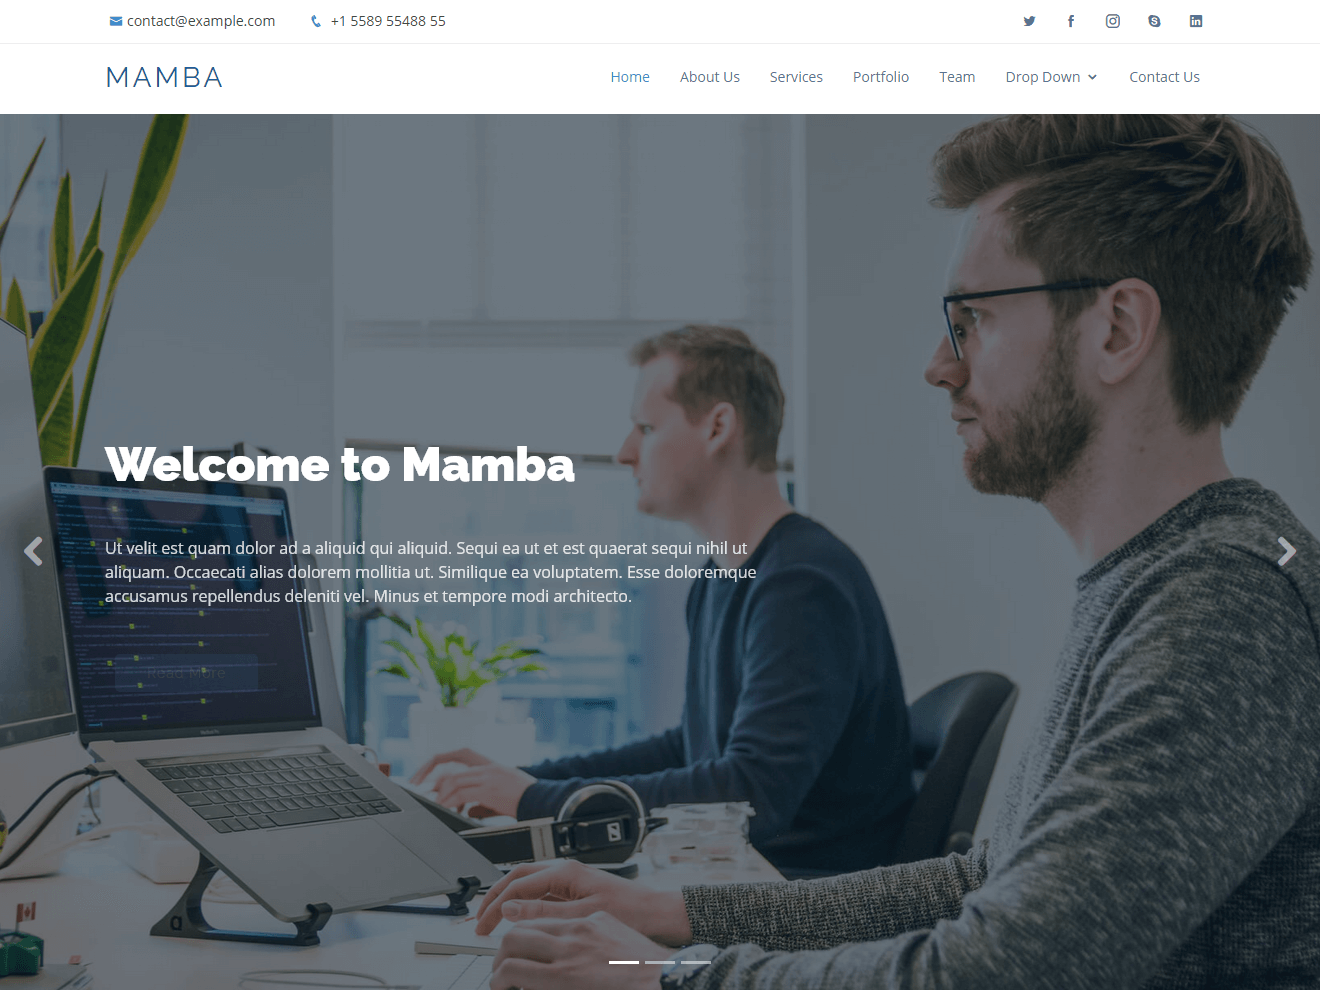 contact@example.com
+1 5589 55488 55
MAMBA
Home
About Us
Services
Portfolio
Team
Drop Down
Contact Us
Welcome to Mamba
Ut velit est quam dolor ad a aliquid qui aliquid. Sequi ea ut et est quaerat sequi nihil ut
aliquam. Occaecati alias dolorem mollitia ut. Similique ea voluptatem. Esse doloremque
accusamus repellendus deleniti vel. Minus et tempore modi architecto.
Read More